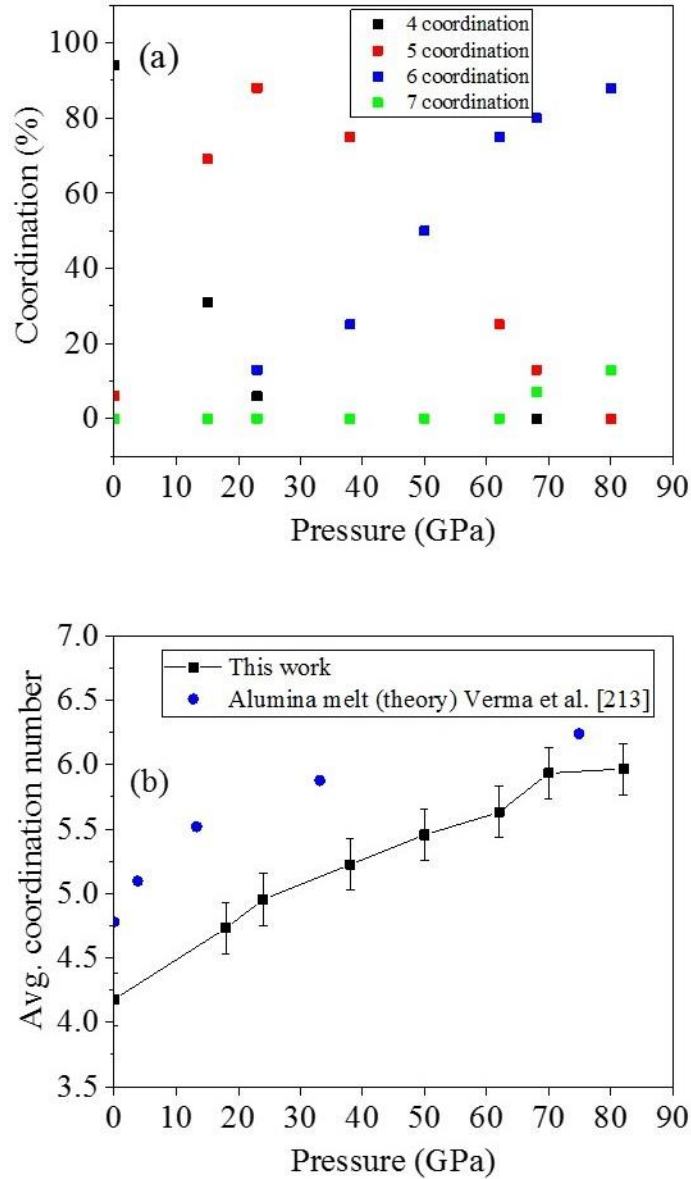 (a)
4 coordination
5 coordination
6 coordination
7 coordination
100
80
60
40
20
0
Coordination (%)
0 10 20 30 40 50 60 70 80 90
Pressure (GPa)
7.0
6.5
6.0
5.5
5.0
4.5
4.0
3.5
Avg. coordination number
This work
Alumina melt (theory) Verma et al. [213]
(b)
0 10 20 30 40 50 60 70 80 90
Pressure (GPa)